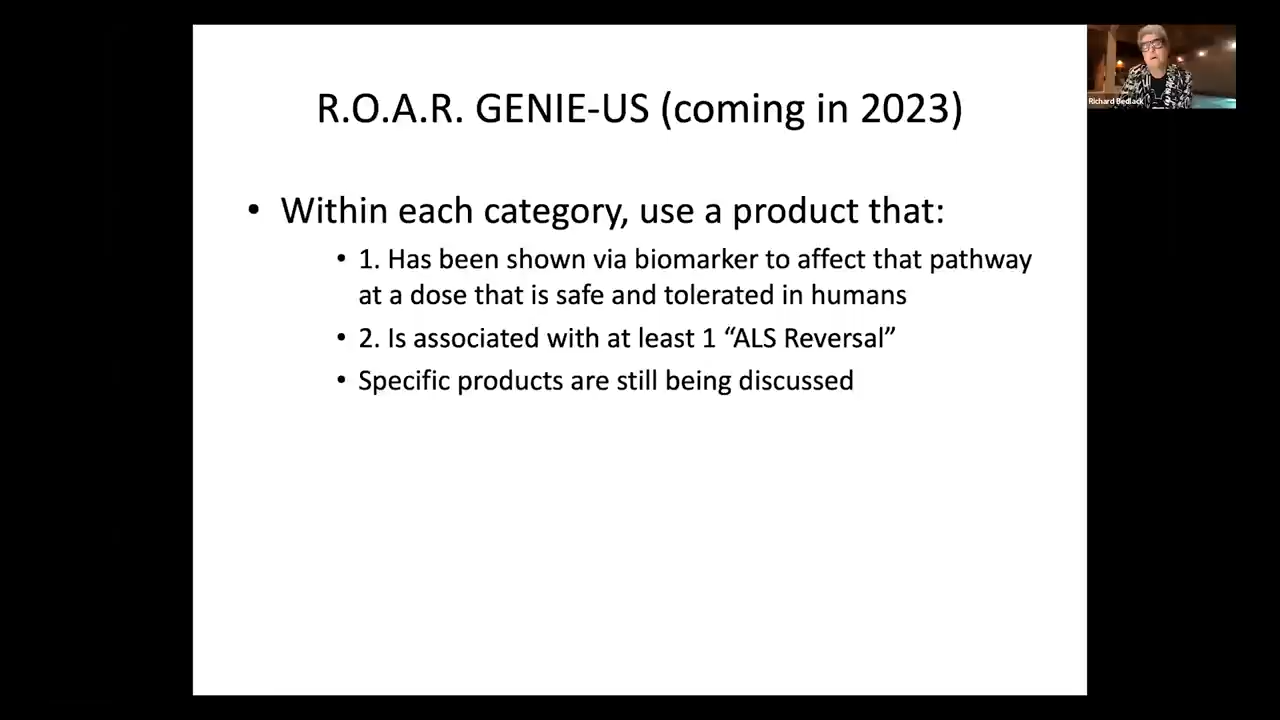 R.O.A.R. GENIE-US (coming in 2023)
• Within each category, use a product that:
• 1. Has been shown via biomarker to affect that pathway
at a dose that is safe and tolerated in humans
• 2. Is associated with at least 1 “ALS Reversal”
• Specific products are still being discussed
Richard Bedlack